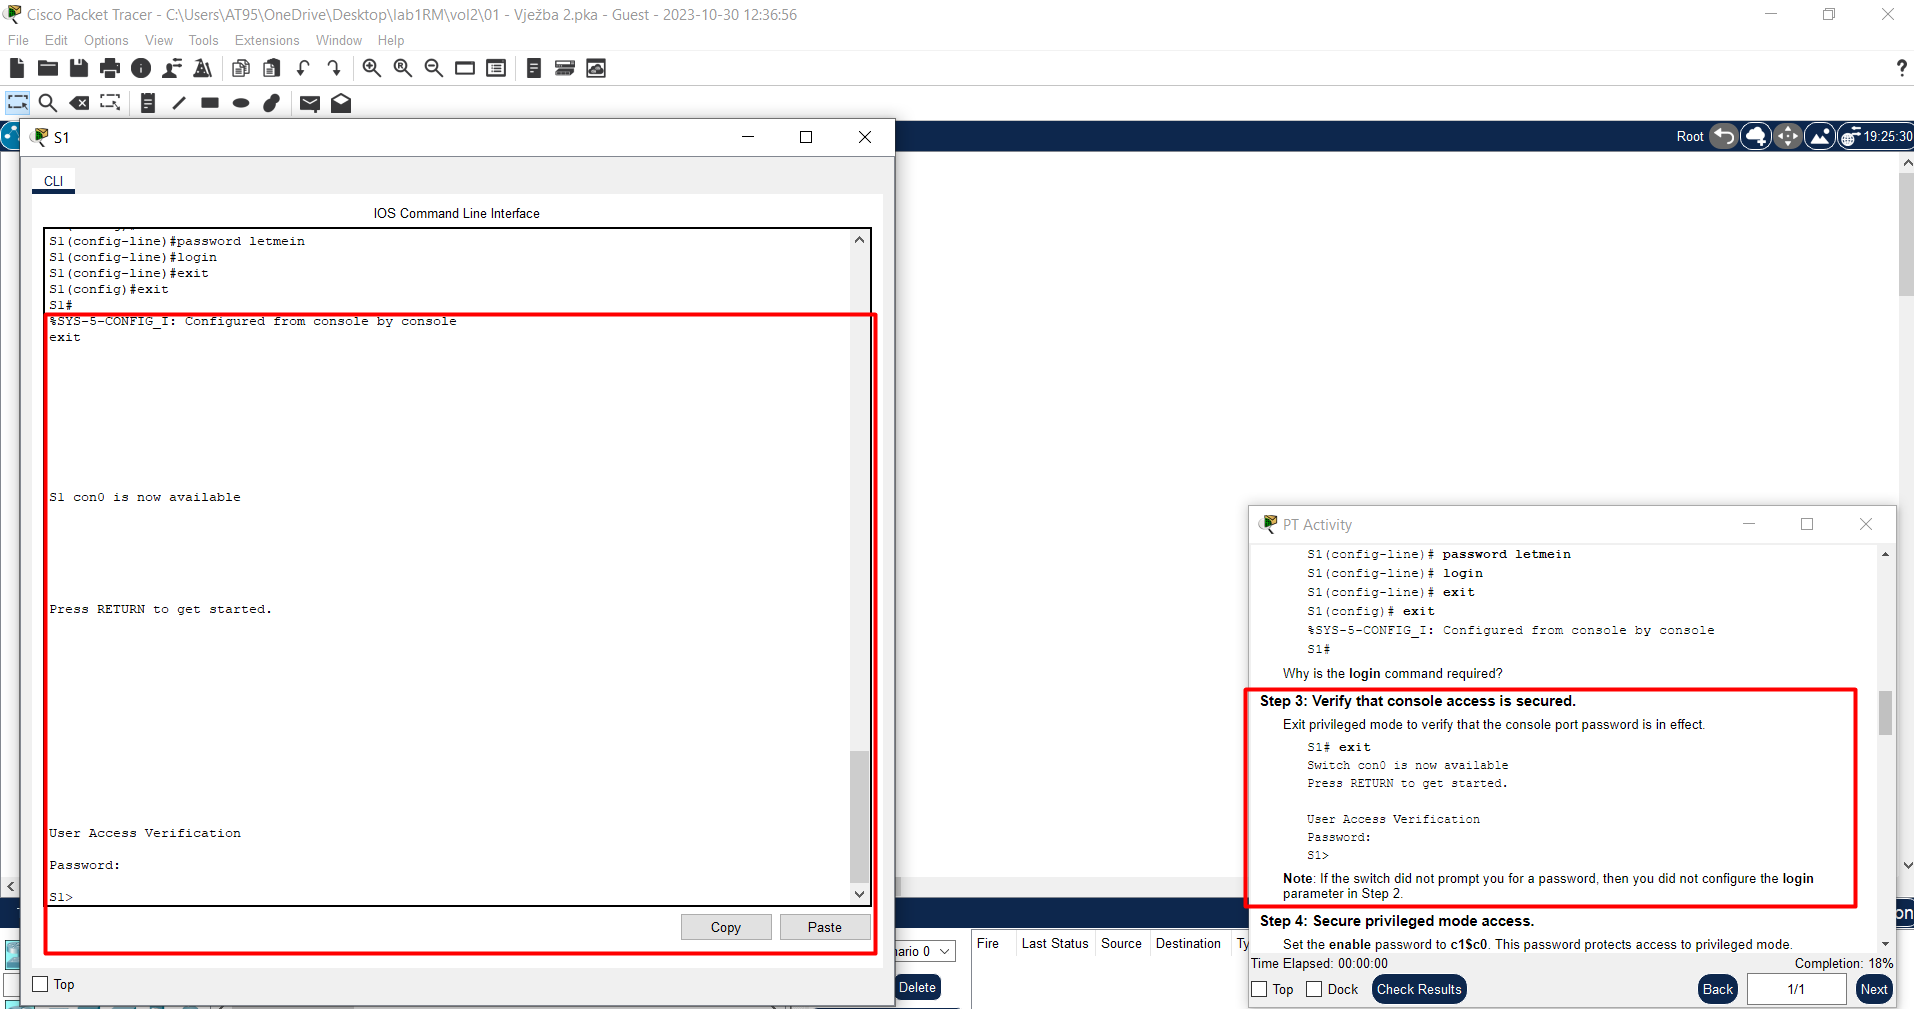 Cisco Packet Tracer - C:\Users\AT95\OneDrive\Desktop\lab1RM\vol2\01 - Vježba 2.pka - Guest - 2023-10-30 12:36:56
File Edit Options View Tools Extensions Window Help
?
Root 19:25:30
S1
CLI
IOS Command Line Interface
S1(config-line)#password letmein
S1(config-line)#login
S1(config-line)#exit
S1(config)#exit
S1#
%SYS-5-CONFIG_I: Configured from console by console
exit
S1 con0 is now available
Press RETURN to get started.
User Access Verification
Password:
S1>
Copy Paste
Top
nario 0
Delete
Fire Last Status Source Destination Ty
PT Activity
S1(config-line)# password letmein
S1(config-line)# login
S1(config-line)# exit
S1(config)# exit
%SYS-5-CONFIG_I: Configured from console by console
S1#
Why is the login command required?
Step 3: Verify that console access is secured.
Exit privileged mode to verify that the console port password is in effect.
S1# exit
Switch con0 is now available
Press RETURN to get started.
User Access Verification
Password:
S1>
Note: If the switch did not prompt you for a password, then you did not configure the login
parameter in Step 2.
Step 4: Secure privileged mode access.
Set the enable password to c1$c0. This password protects access to privileged mode.
Time Elapsed: 00:00:00 Completion: 18%
Top Dock Check Results Back 1/1 Next